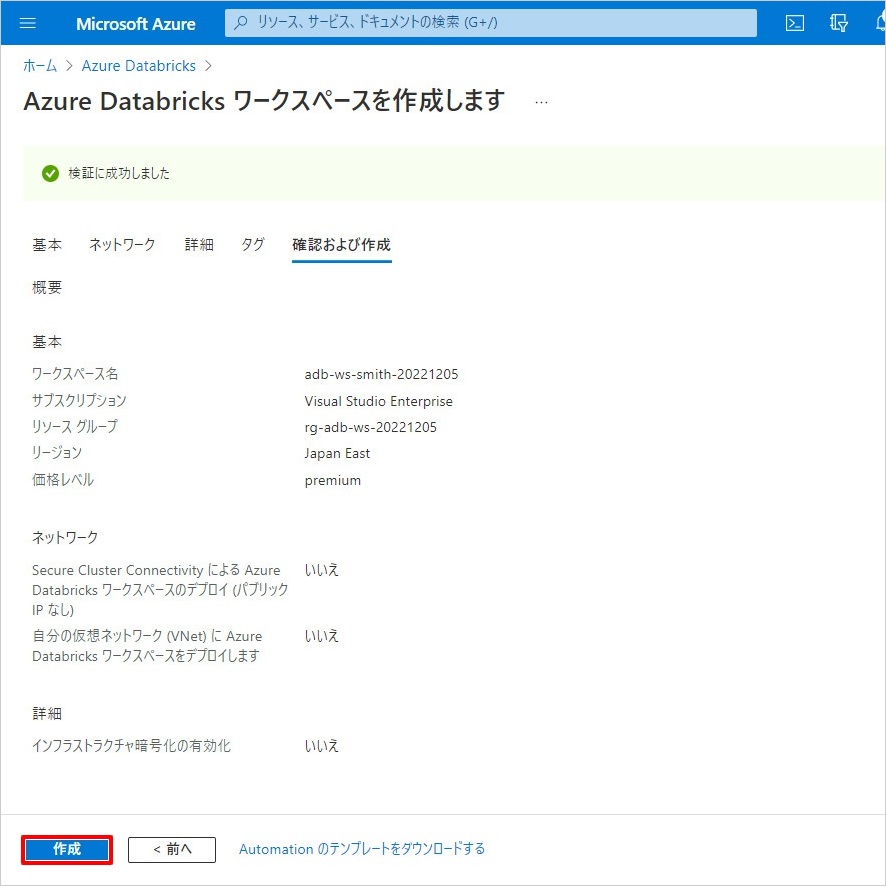 Microsoft Azure
リソース、サービス、ドキュメントの検索 (G+/)
ホーム > Azure Databricks >
Azure Databricks ワークスペースを作成します ...
検証に成功しました
基本 ネットワーク 詳細 タグ 確認および作成
概要
基本
ワークスペース名 adb-ws-smith-20221205
サブスクリプション Visual Studio Enterprise
リソース グループ rg-adb-ws-20221205
リージョン Japan East
価格レベル premium
ネットワーク
Secure Cluster Connectivity による Azure いいえ
Databricks ワークスペースのデプロイ (パブリック
IP なし)
自分の仮想ネットワーク (VNet) に Azure いいえ
Databricks ワークスペースをデプロイします
詳細
インフラストラクチャ暗号化の有効化 いいえ
作成 < 前へ Automation のテンプレートをダウンロードする